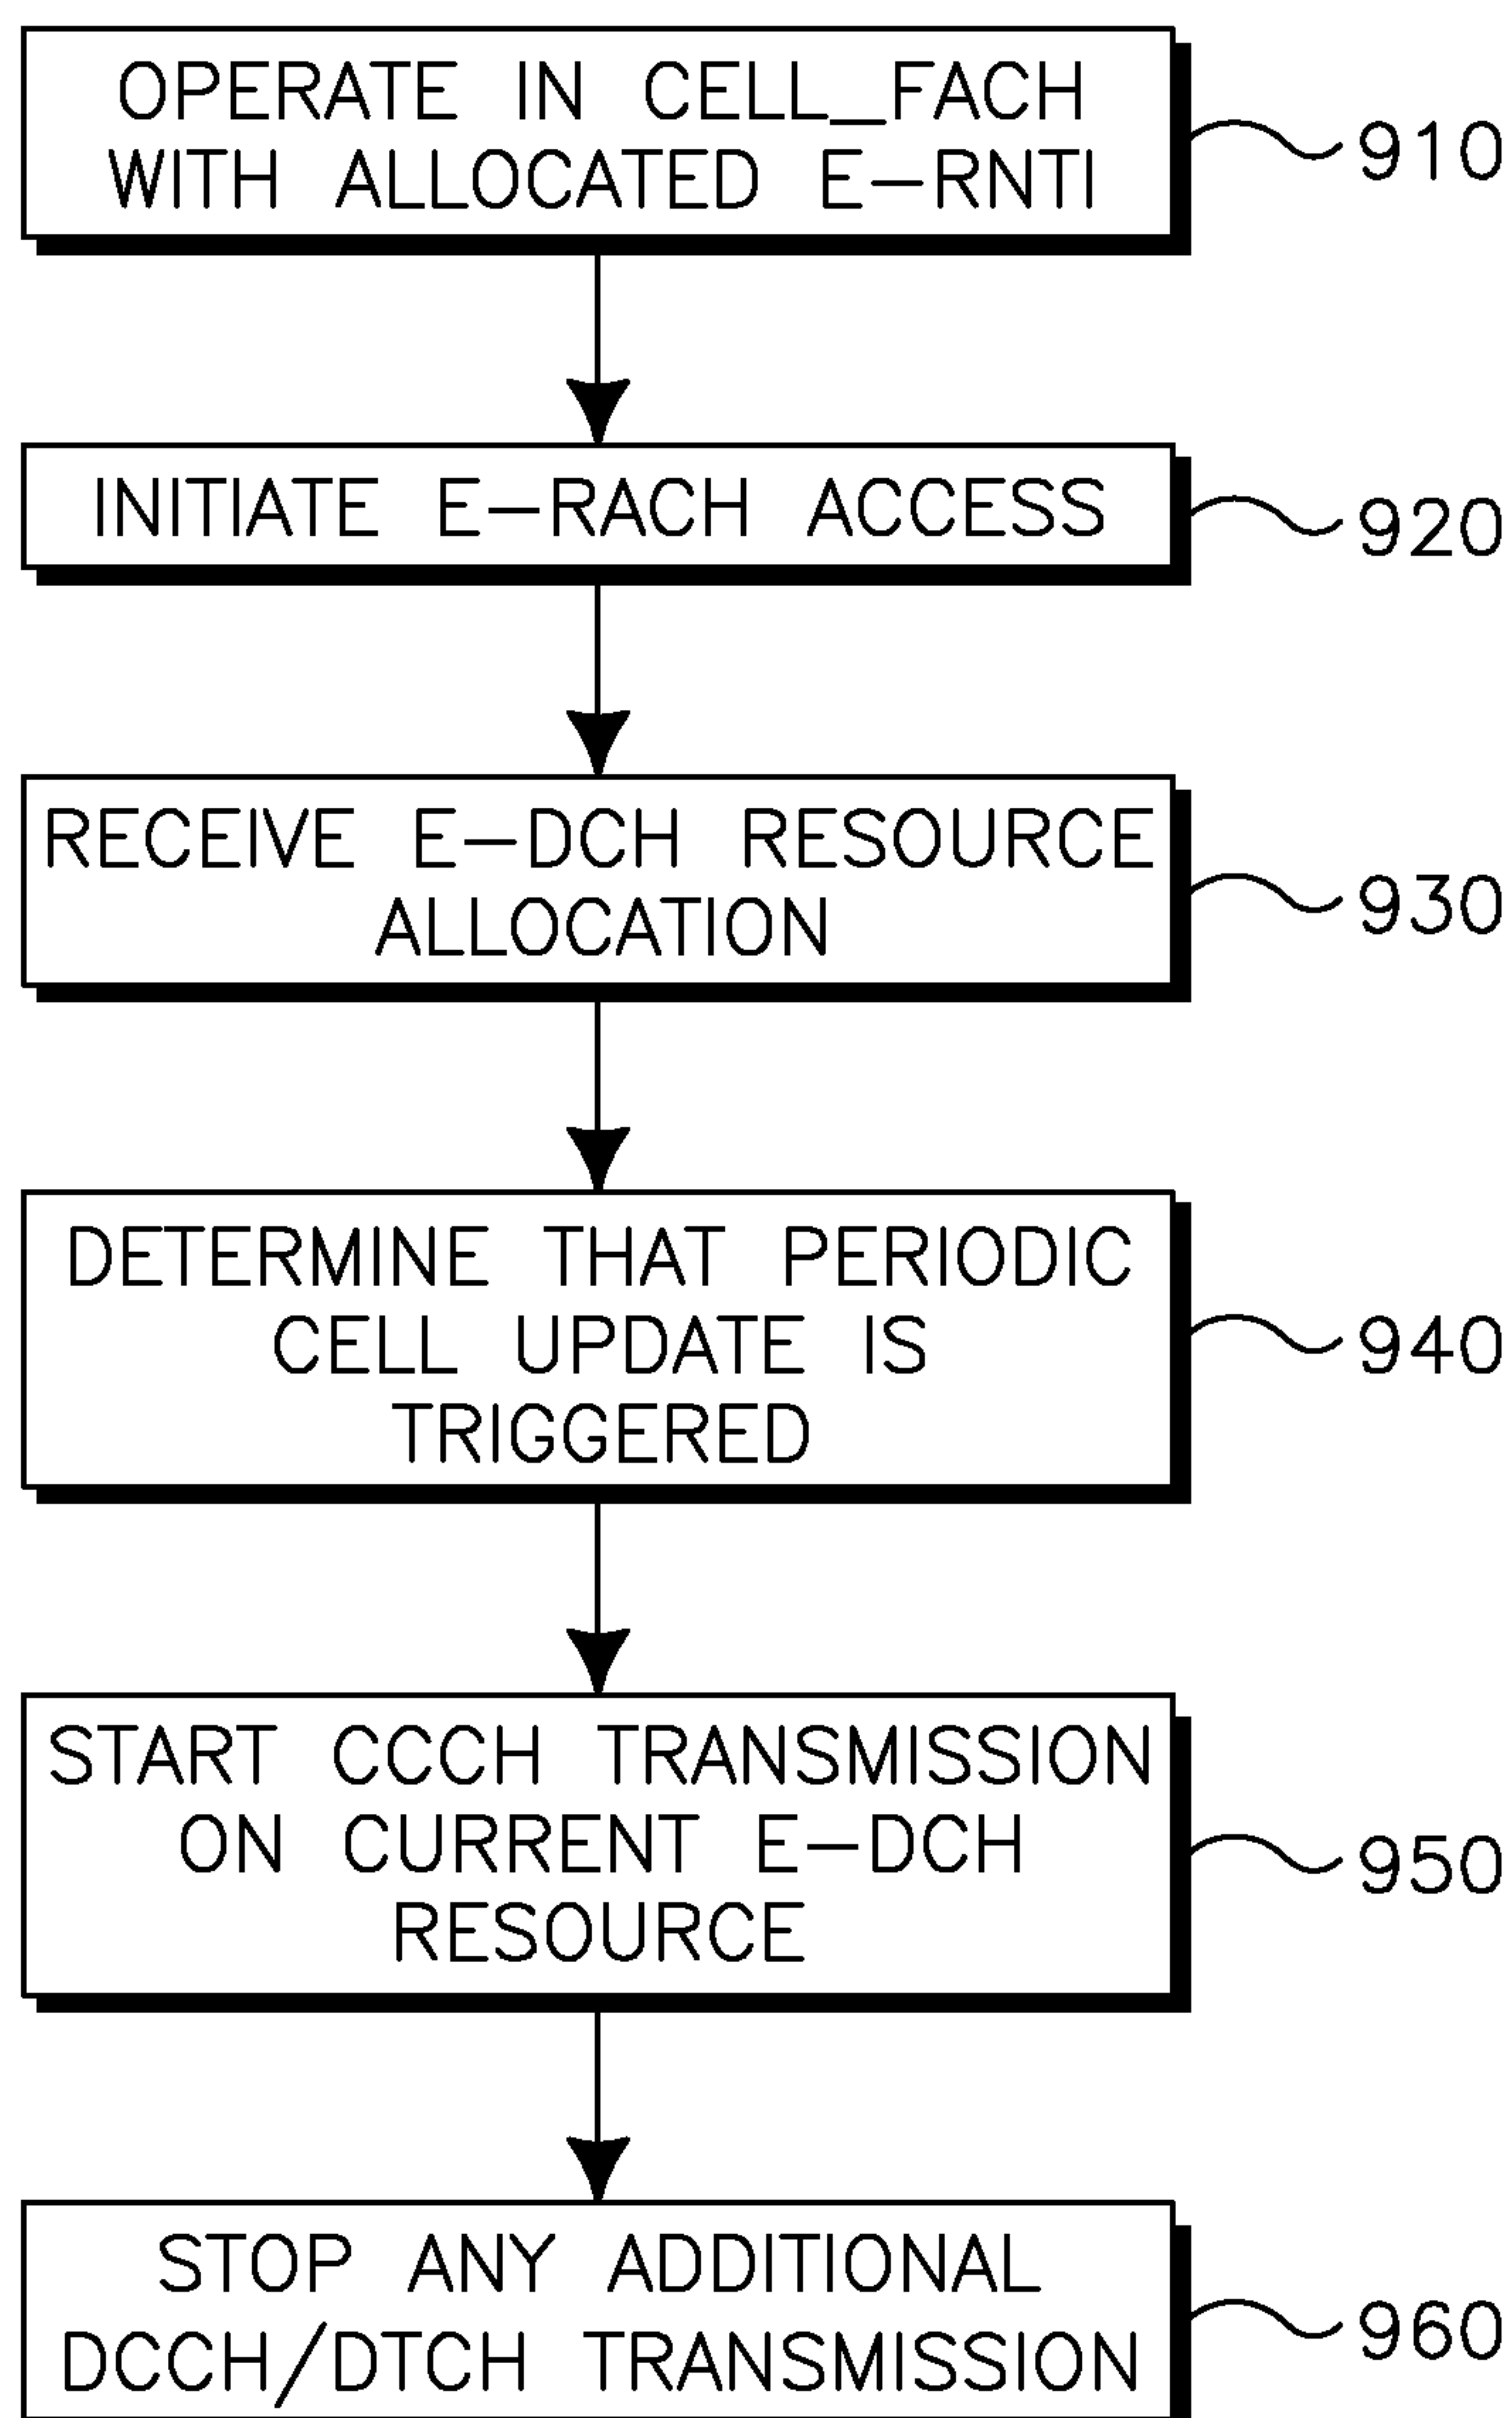 OPERATE IN CELL_FACH
WITH ALLOCATED E-RNTI
910
INITIATE E-RACH ACCESS
920
RECEIVE E-DCH RESOURCE
ALLOCATION
930
DETERMINE THAT PERIODIC
CELL UPDATE IS
TRIGGERED
940
START CCCH TRANSMISSION
ON CURRENT E-DCH
RESOURCE
950
STOP ANY ADDITIONAL
DCCH/DTCH TRANSMISSION
960